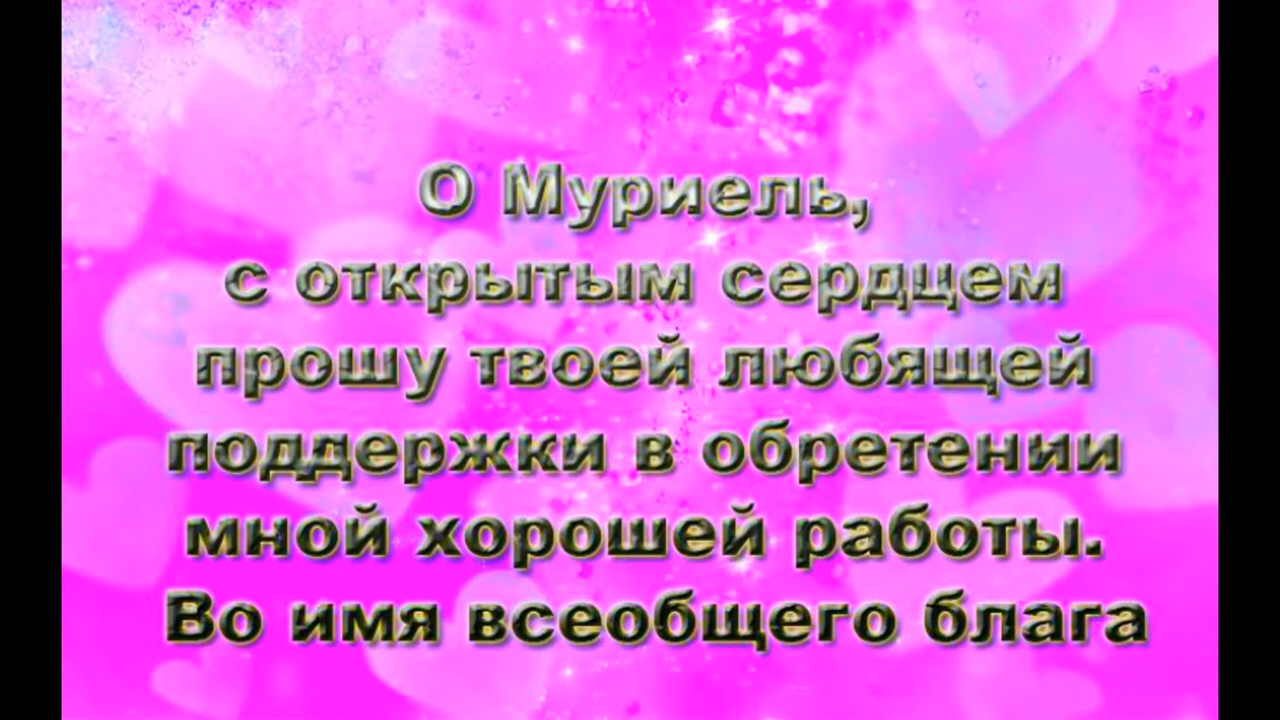 О Муриель,
с открытым сердцем
прошу твоей любящей
поддержки в обретении
мной хорошей работы.
Во имя всеобщего блага